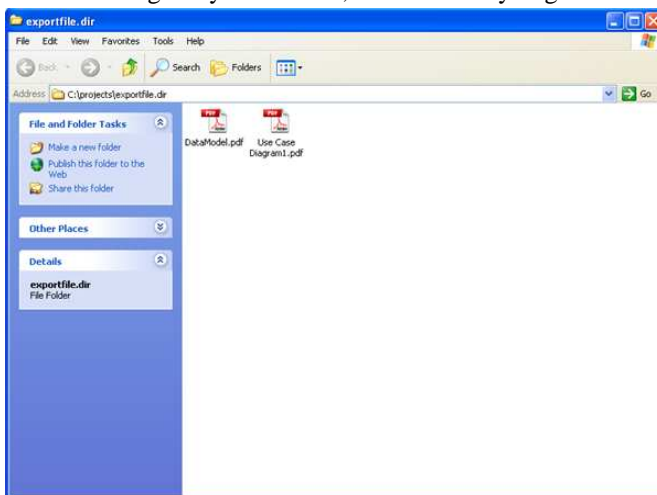 exportfile.dir
File Edit View Favorites Tools Help
Back Search Folders
Address C:\projects\exportfile.dir Go
File and Folder Tasks
Make a new folder
Publish this folder to the
Web
Share this folder
Other Places
Details
exportfile.dir
File Folder
PDF PDF
DataModel.pdf Use Case
Diagram1.pdf